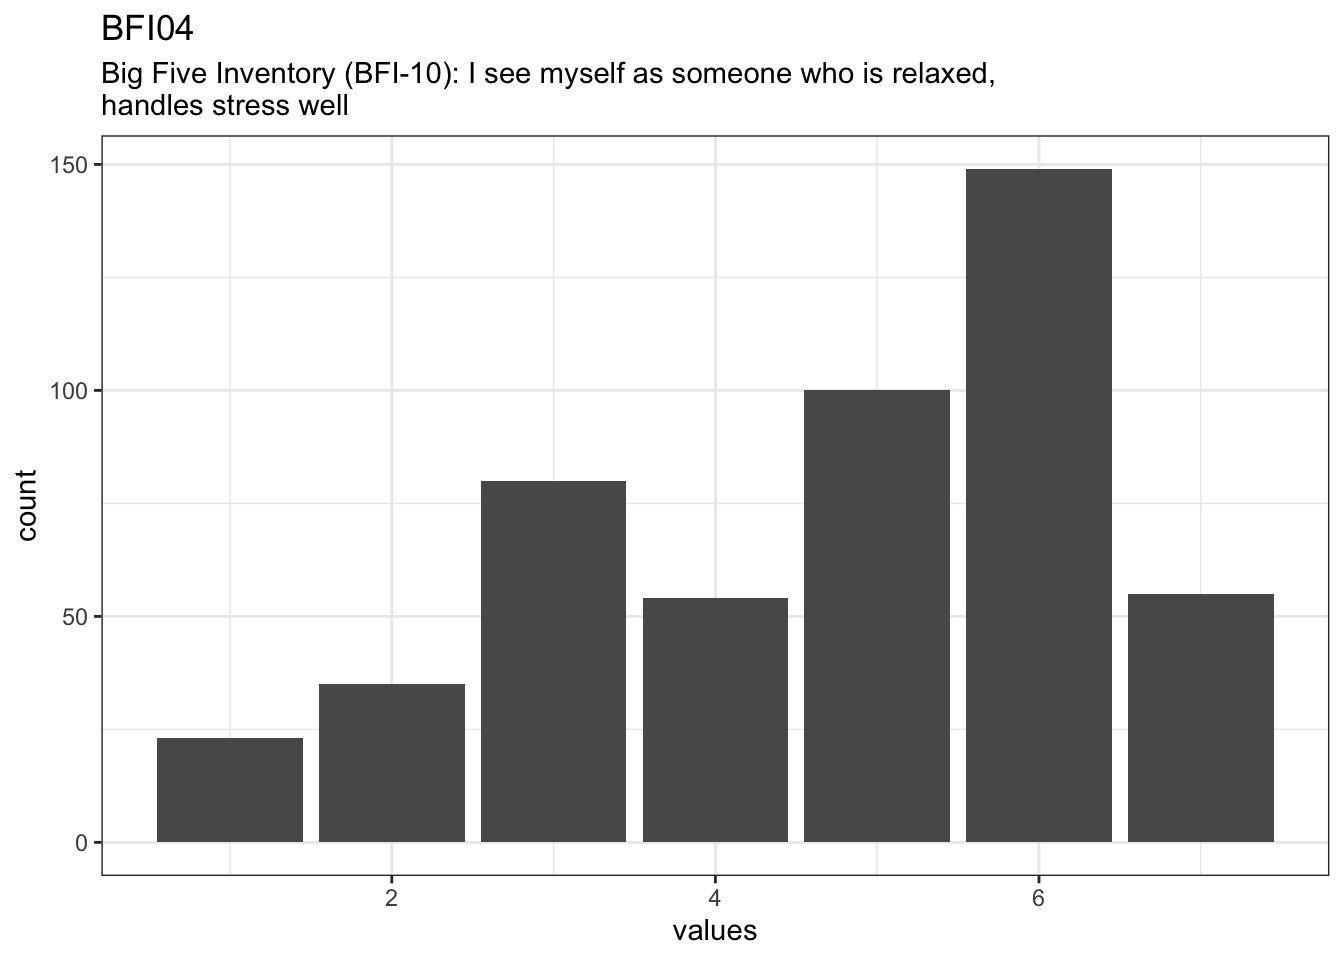 BFI04
Big Five Inventory (BFI-10): I see myself as someone who is relaxed,
handles stress well
150
100
50
0
count
2
4
6
values